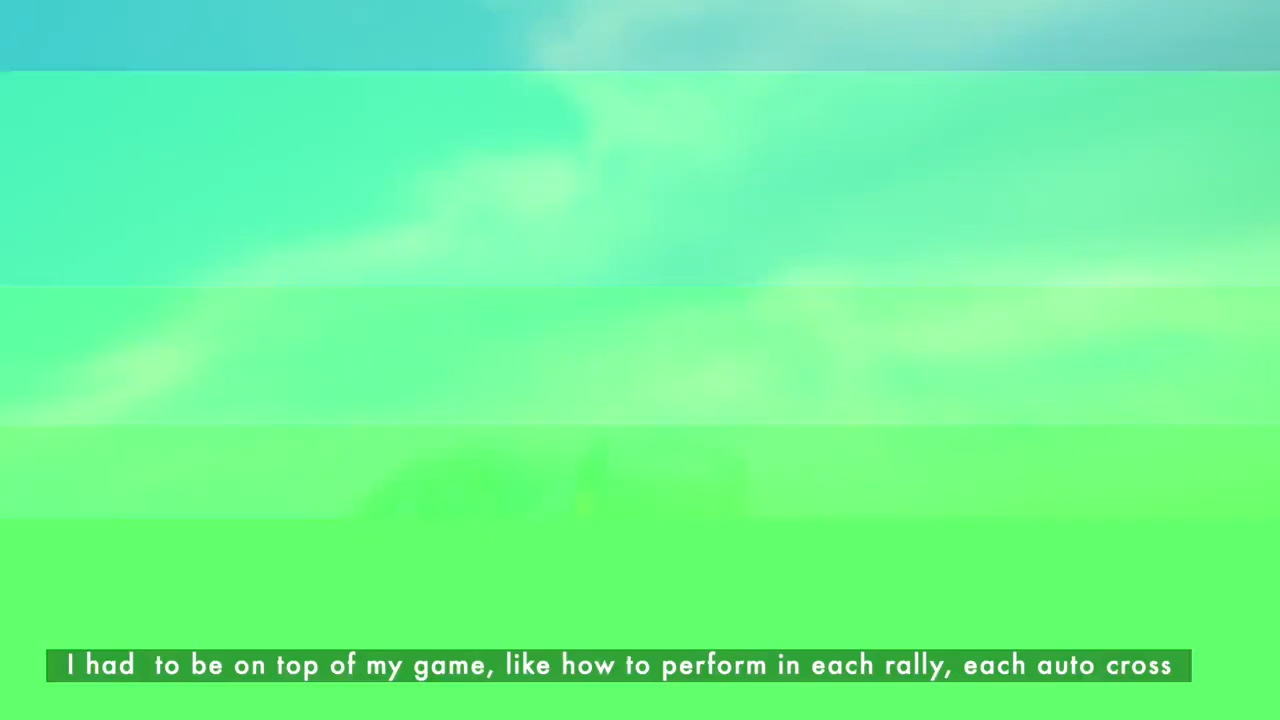 I had  to be on top of my game, like how to perform in each rally, each auto cross